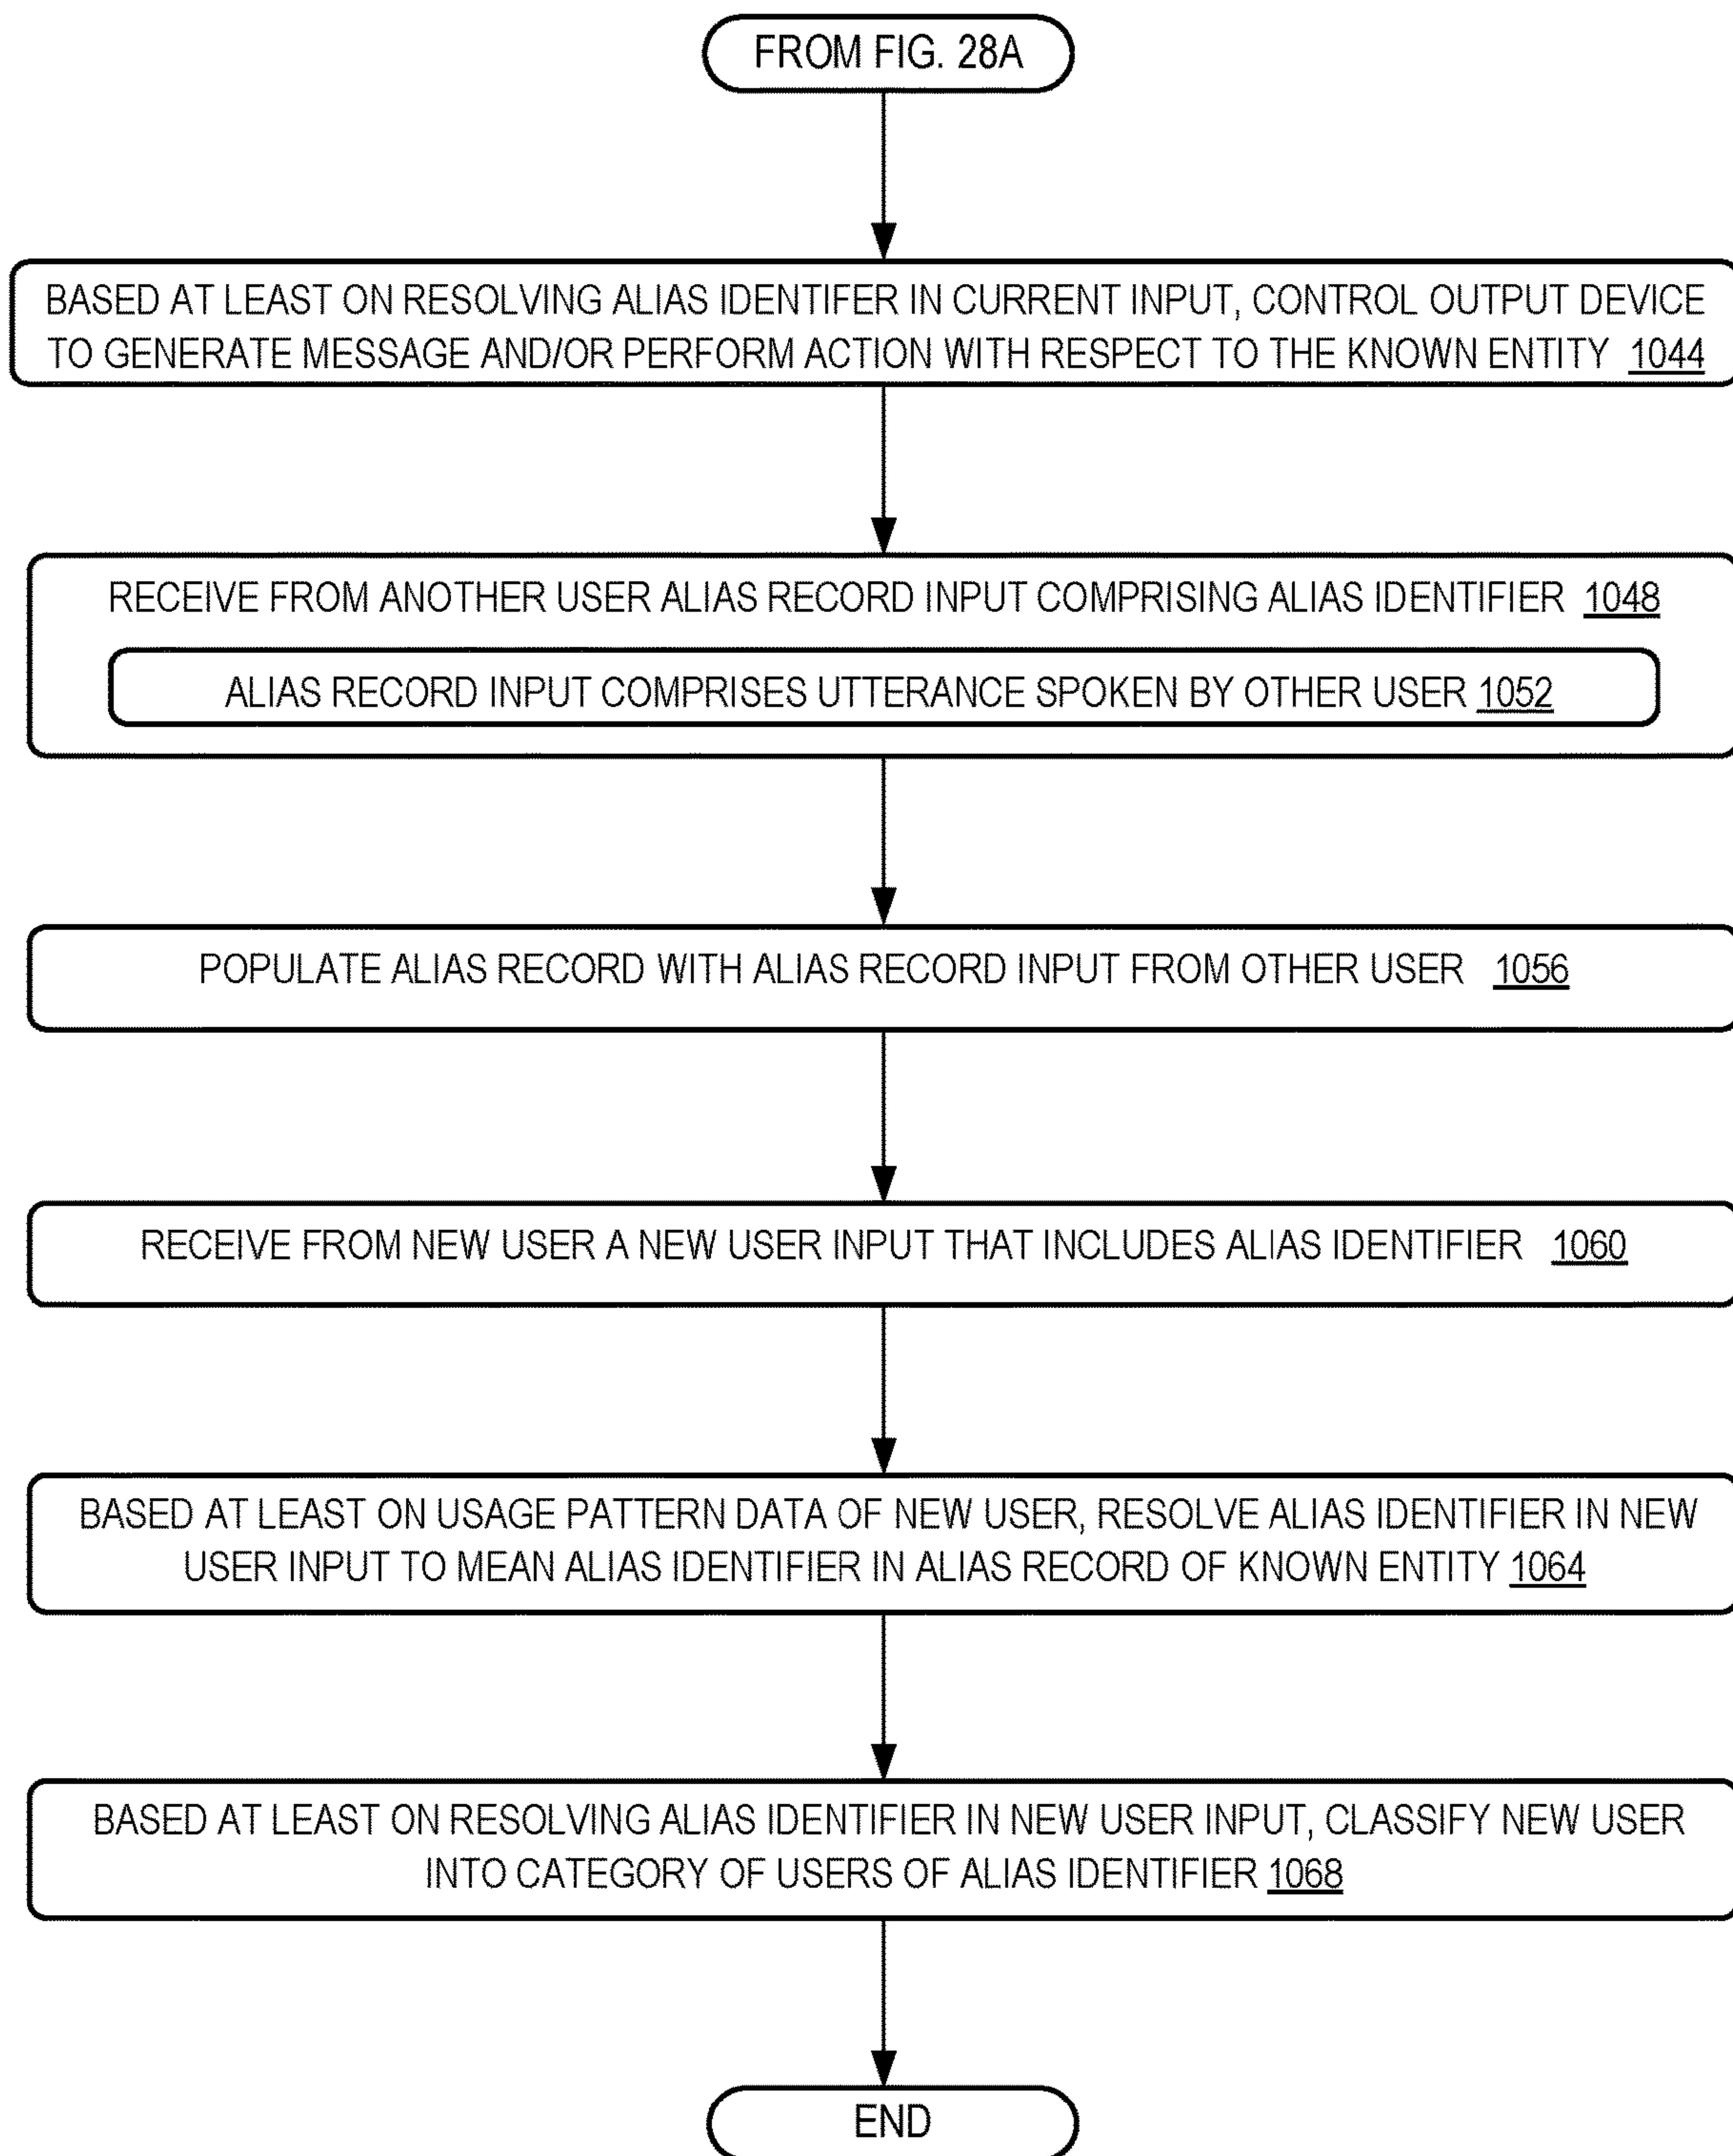 FROM FIG. 28A
BASED AT LEAST ON RESOLVING ALIAS IDENTIFER IN CURRENT INPUT, CONTROL OUTPUT DEVICE
TO GENERATE MESSAGE AND/OR PERFORM ACTION WITH RESPECT TO THE KNOWN ENTITY 1044
RECEIVE FROM ANOTHER USER ALIAS RECORD INPUT COMPRISING ALIAS IDENTIFIER 1048
ALIAS RECORD INPUT COMPRISES UTTERANCE SPOKEN BY OTHER USER 1052
POPULATE ALIAS RECORD WITH ALIAS RECORD INPUT FROM OTHER USER 1056
RECEIVE FROM NEW USER A NEW USER INPUT THAT INCLUDES ALIAS IDENTIFIER 1060
BASED AT LEAST ON USAGE PATTERN DATA OF NEW USER, RESOLVE ALIAS IDENTIFIER IN NEW
USER INPUT TO MEAN ALIAS IDENTIFIER IN ALIAS RECORD OF KNOWN ENTITY 1064
BASED AT LEAST ON RESOLVING ALIAS IDENTIFIER IN NEW USER INPUT, CLASSIFY NEW USER
INTO CATEGORY OF USERS OF ALIAS IDENTIFIER 1068
END